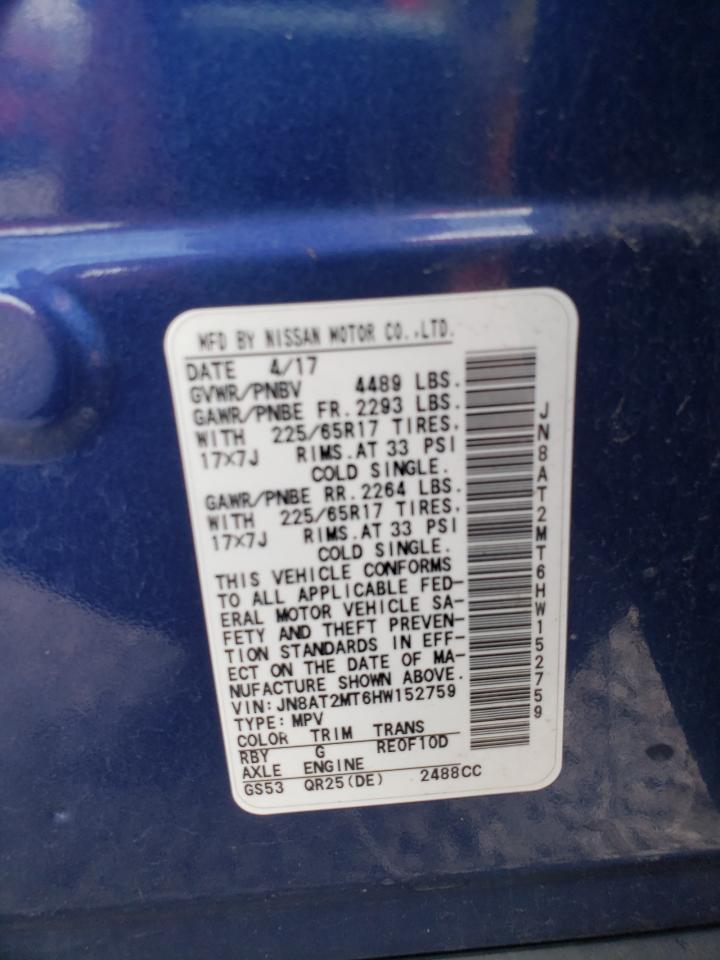 MFD BY NISSAN MOTOR CO.,LTD.
DATE 4/17
GVWR/PNBV 4489 LBS.
GAWR/PNBE FR. 2293 LBS.
WITH 225/65R17 TIRES.
17X7J RIMS.AT 33 PSI
COLD SINGLE.
GAWR/PNBE RR. 2264 LBS.
WITH 225/65R17 TIRES.
17X7J RIMS.AT 33 PSI
COLD SINGLE.
THIS VEHICLE CONFORMS
TO ALL APPLICABLE FED-
ERAL MOTOR VEHICLE SA-
FETY AND THEFT PREVEN-
TION STANDARDS IN EFF-
ECT ON THE DATE OF MA-
NUFACTURE SHOWN ABOVE.
VIN:JN8AT2MT6HW152759
TYPE:MPV
COLOR TRIM TRANS
RBY G RE0F10D
AXLE ENGINE
GS53 QR25(DE) 2488CC
JN8AT2MT6HW152759